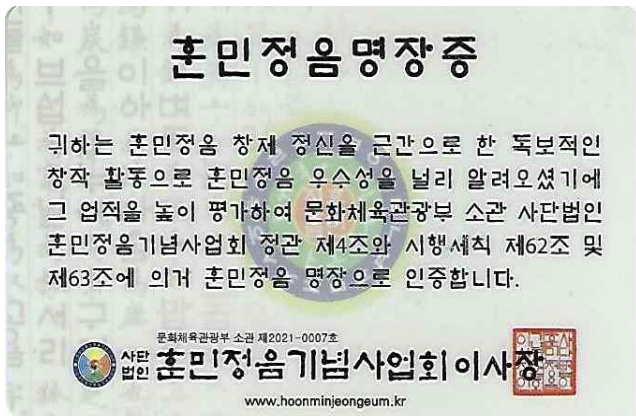 훈민정음명장증
귀하는 훈민정음 창제 정신을 근간으로 한 독보적인
창작 활동으로 훈민정음 우수성을 널리 알려오셨기에
그 업적을 높이 평가하여 문화체육관광부 소관 사단법인
훈민정음기념사업회 정관 제4조와 시행세칙 제62조 및
제63조에 의거 훈민정음 명장으로 인증합니다.
문화체육관광부 소관 제2021-0007호
사단법인 훈민정음기념사업회이사장
www.hoonminjeongeum.kr